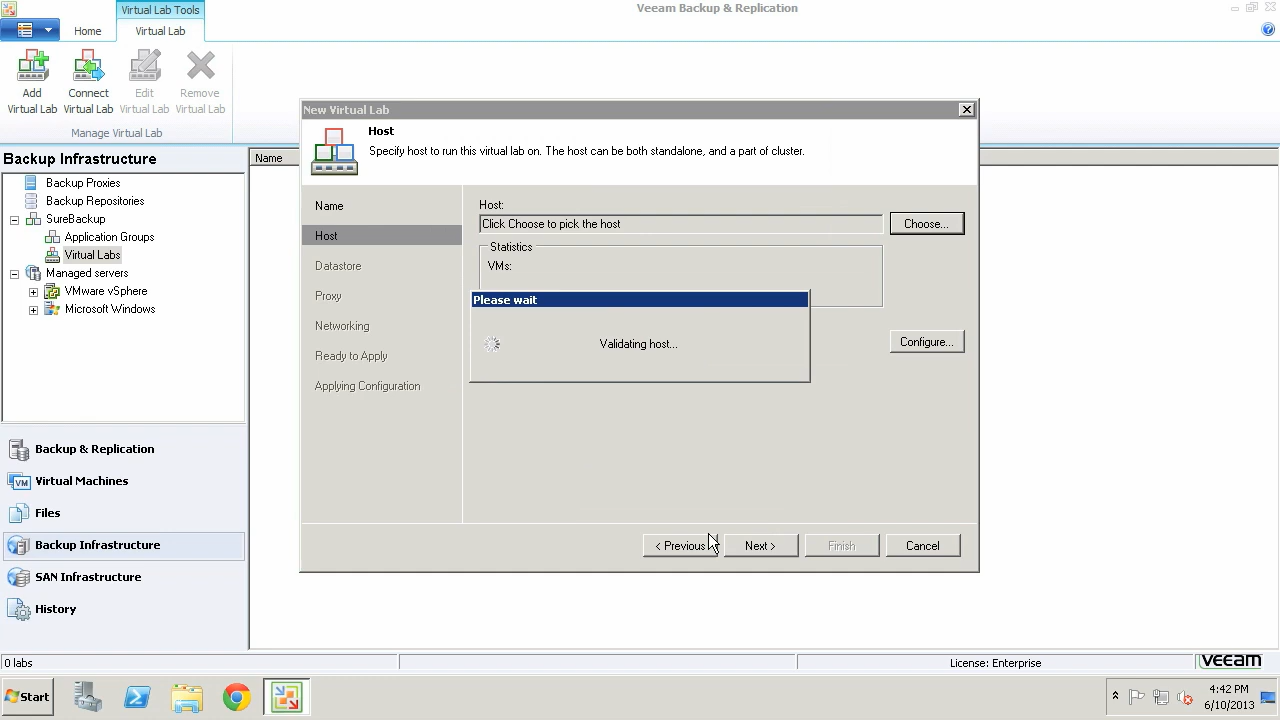 Virtual Lab Tools
Veeam Backup & Replication
Home
Virtual Lab
Add Virtual Lab
Connect Virtual Lab
Edit Virtual Lab
Remove Virtual Lab
Manage Virtual Lab
Backup Infrastructure
Backup Proxies
Backup Repositories
SureBackup
Application Groups
Virtual Labs
Managed servers
VMware vSphere
Microsoft Windows
Backup & Replication
VM Virtual Machines
Files
Backup Infrastructure
SAN Infrastructure
History
Name
New Virtual Lab
Host
Specify host to run this virtual lab on. The host can be both standalone, and a part of cluster.
Name
Host
Datastore
Proxy
Networking
Ready to Apply
Applying Configuration
Host:
Click Choose to pick the host
Choose...
Statistics
VMs:
Please wait
Validating host...
Configure...
< Previous
Next >
Finish
Cancel
0 labs
License: Enterprise
veeam
Start
4:42 PM
6/10/2013